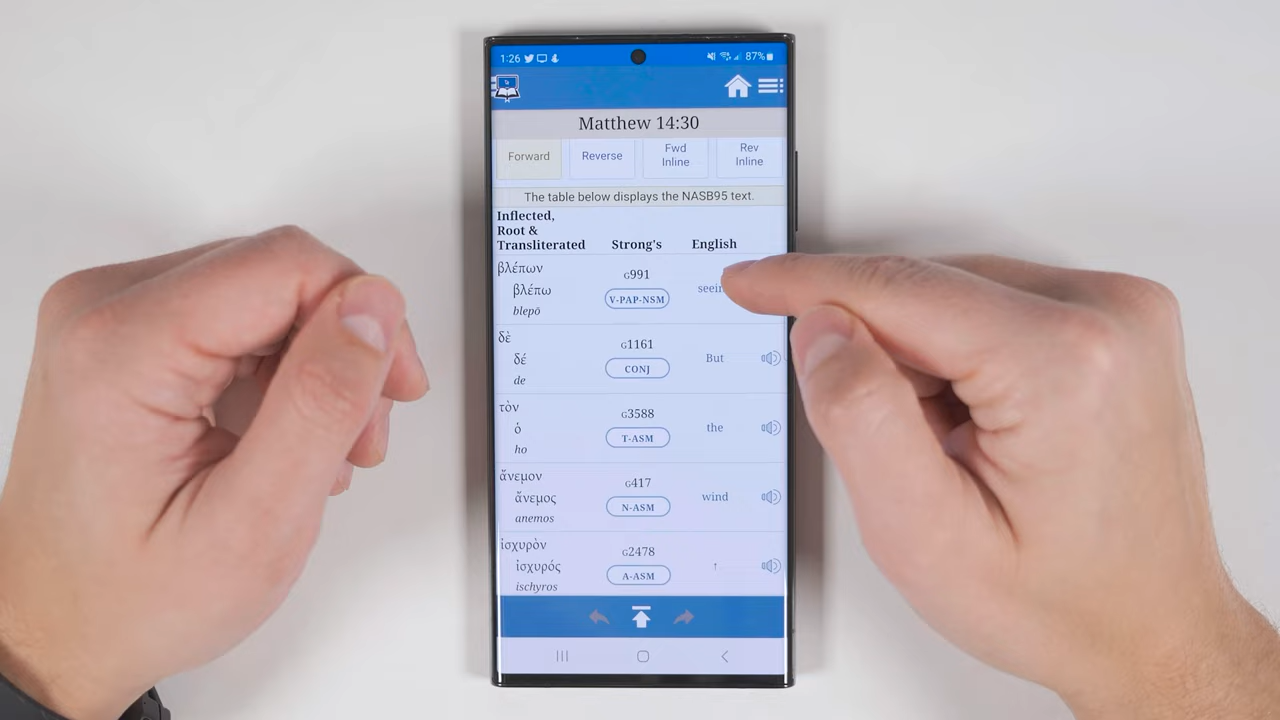 1:26
87%
Matthew 14:30
Forward
Reverse
Fwd
Inline
Rev
Inline
The table below displays the NASB95 text.
Inflected,
Root &
Transliterated
Strong's
English
βλέπων
βλέπω
blepō
G991
V-PAP-NSM
δὲ
δέ
de
G1161
CONJ
But
τὸν
ὁ
ho
G3588
T-ASM
the
ἄνεμον
ἄνεμος
anemos
G417
N-ASM
wind
ἰσχυρὸν
ἰσχυρός
ischyros
G2478
A-ASM
↑